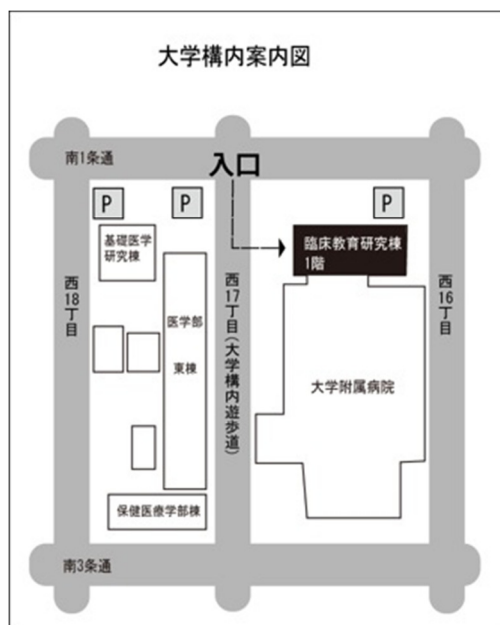 大学構内案内図
南1条通
入口
P
P
P
基礎医学
研究棟
臨床教育研究棟
1階
西18丁目
医学部
東棟
西17丁目(大学構内遊歩道)
西16丁目
大学附属病院
保健医療学部棟
南3条通